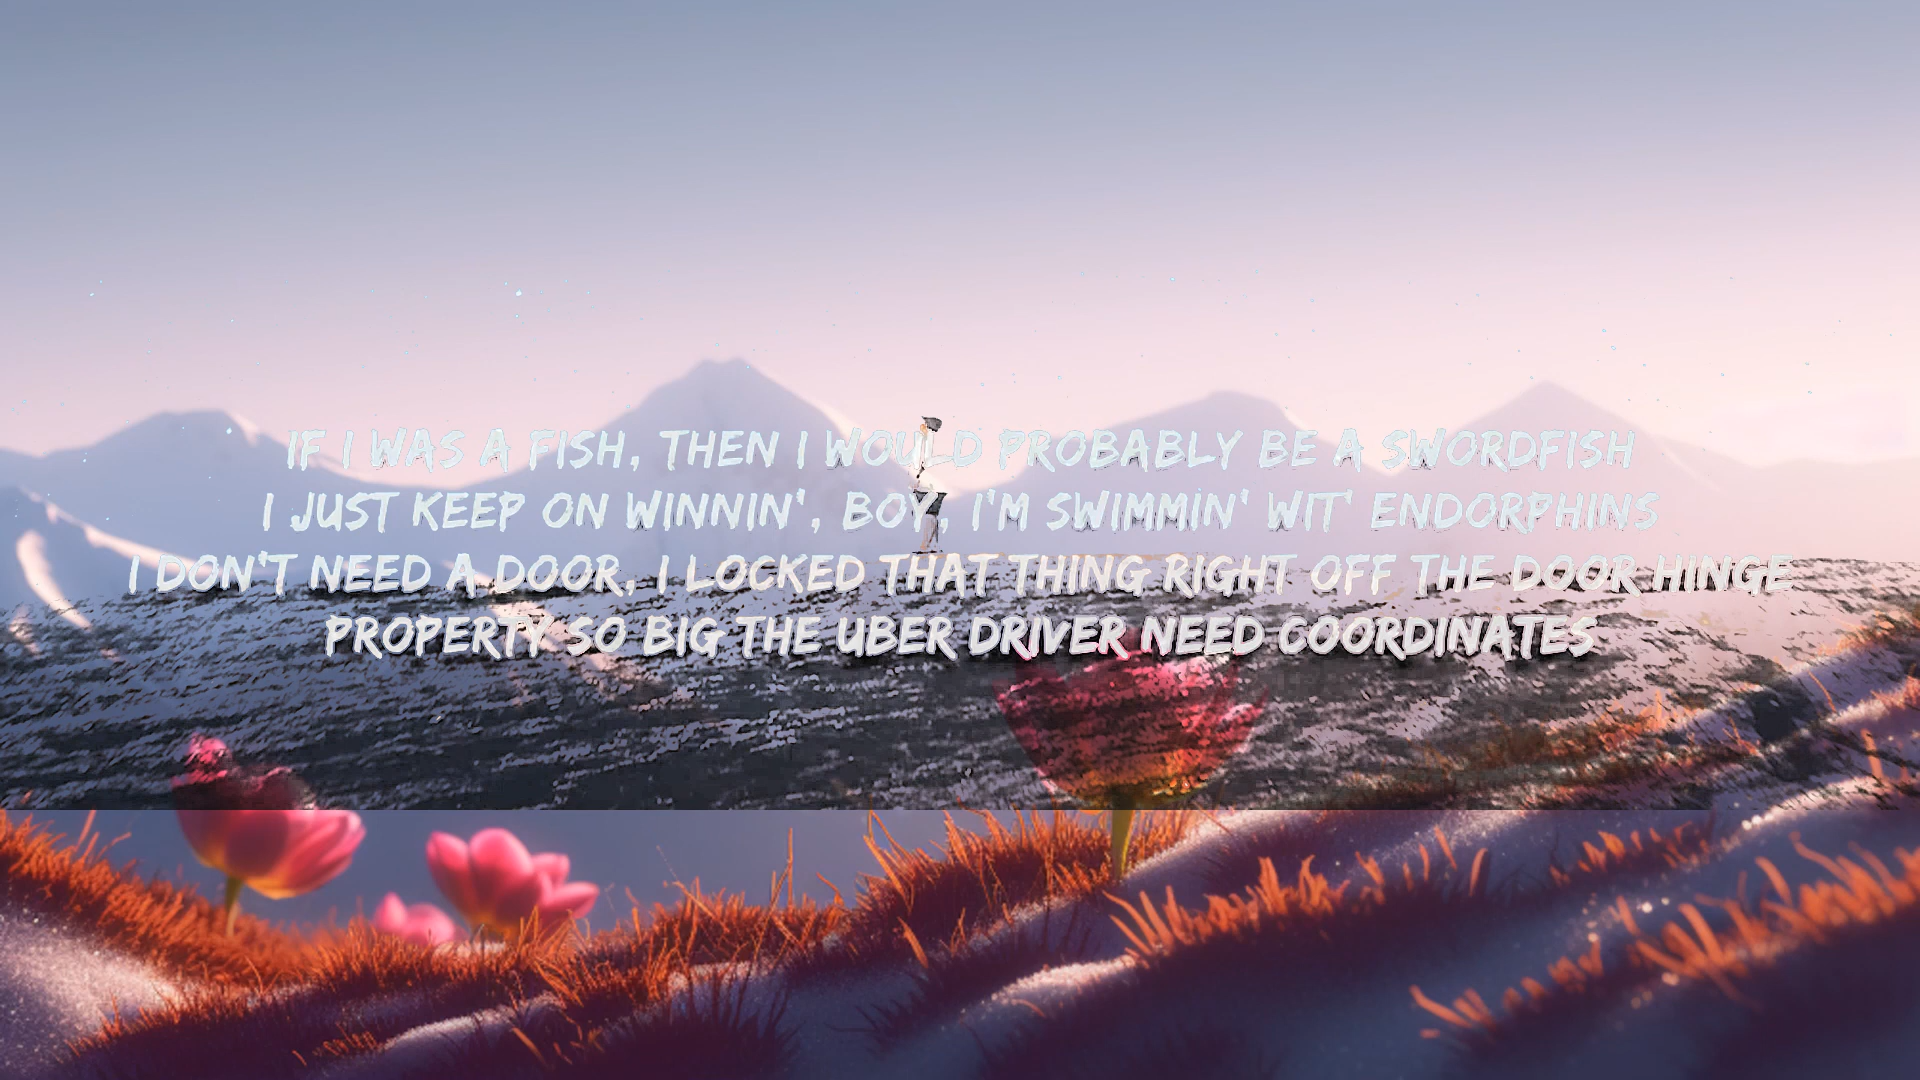 IF I WAS A FISH, THEN I WOULD PROBABLY BE A SWORDFISH
I JUST KEEP ON WINNIN', BOY, I'M SWIMMIN' WIT' ENDORPHINS
I DON'T NEED A DOOR, I LOCKED THAT THING RIGHT OFF THE DOOR HINGE
PROPERTY SO BIG THE UBER DRIVER NEED COORDINATES